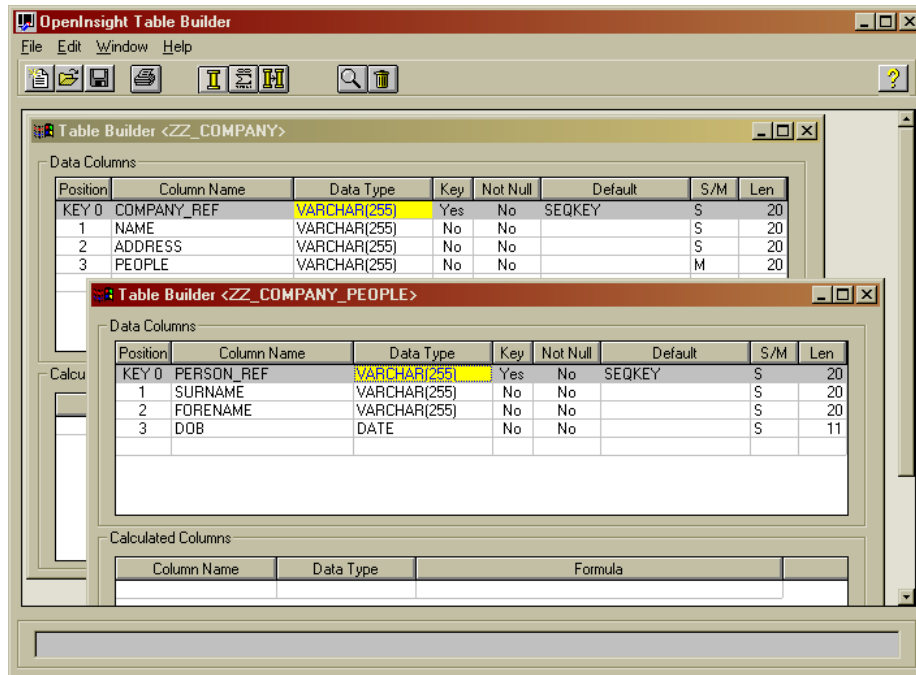 OpenInsight Table Builder
File Edit Window Help
Table Builder <ZZ_COMPANY>
Data Columns
Position Column Name Data Type Key Not Null Default S/M Len
KEY 0 COMPANY_REF VARCHAR(255) Yes No SEQKEY S 20
1 NAME VARCHAR(255) No No S 20
2 ADDRESS VARCHAR(255) No No S 20
3 PEOPLE VARCHAR(255) No No M 20
Table Builder <ZZ_COMPANY_PEOPLE>
Data Columns
Position Column Name Data Type Key Not Null Default S/M Len
Calcu
KEY 0 PERSON_REF VARCHAR(255) Yes No SEQKEY S 20
1 SURNAME VARCHAR(255) No No S 20
2 FORENAME VARCHAR(255) No No S 20
3 DOB DATE No No S 11
Calculated Columns
Column Name Data Type Formula